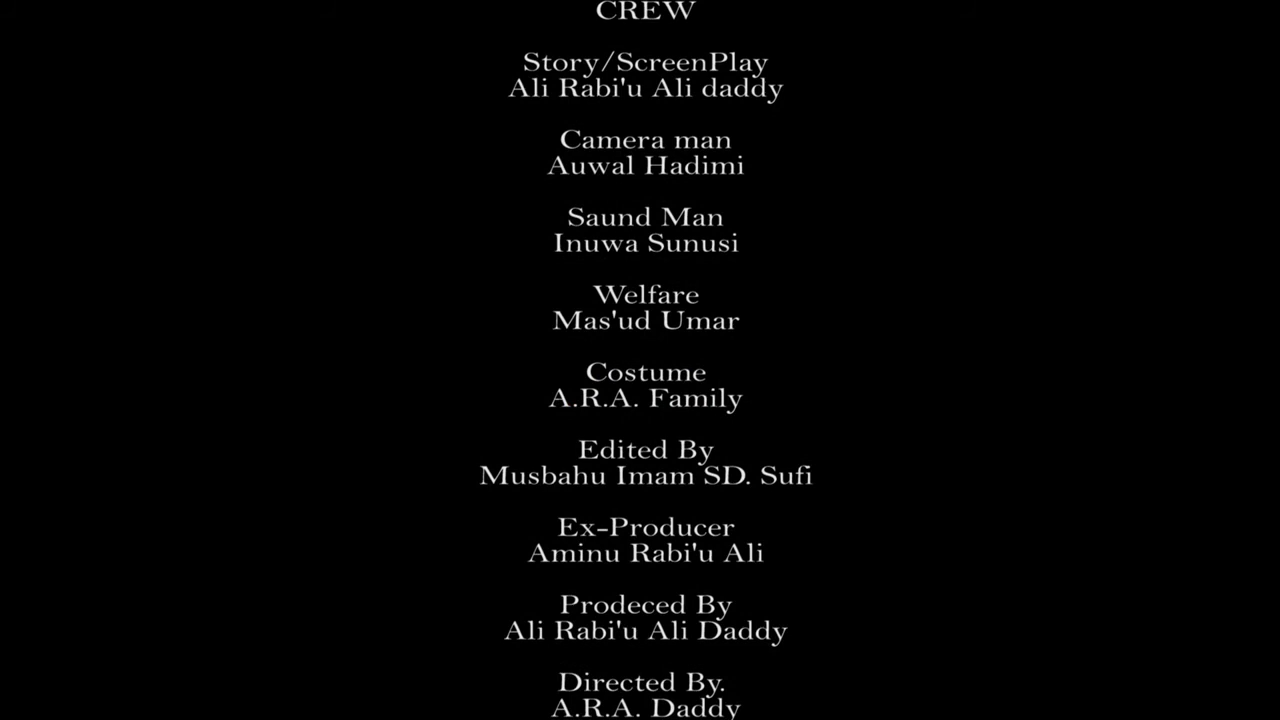 CREW
Story/ScreenPlay
Ali Rabi'u Ali daddy
Camera man
Auwal Hadimi
Saund Man
Inuwa Sunusi
Welfare
Mas'ud Umar
Costume
A.R.A. Family
Edited By
Musbahu Imam SD. Sufi
Ex-Producer
Aminu Rabi'u Ali
Prodeced By
Ali Rabi'u Ali Daddy
Directed By.
A.R.A. Daddy